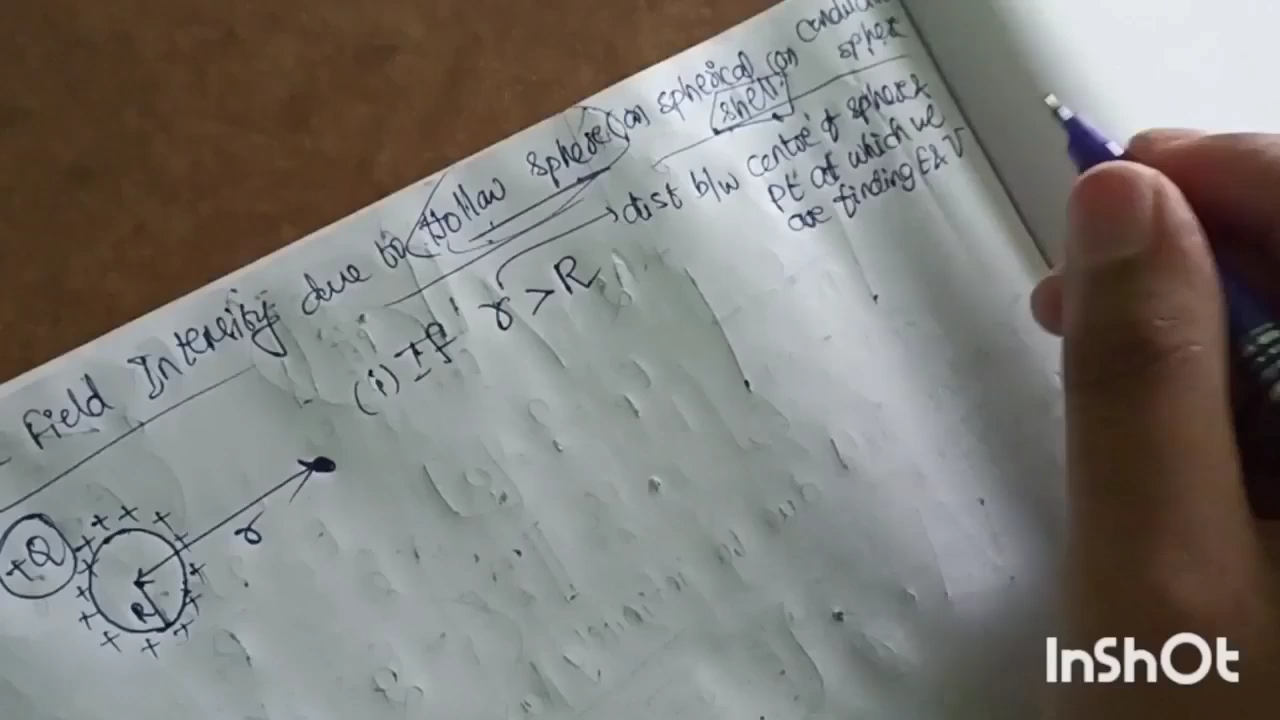 Field Intensity due to Hollow sphere (or) spherical (or)
shell
sphere
(i) If r > R
dist b/w centre of sphere &
pt at which we
are finding E & V
+Q
r
R
InShOt